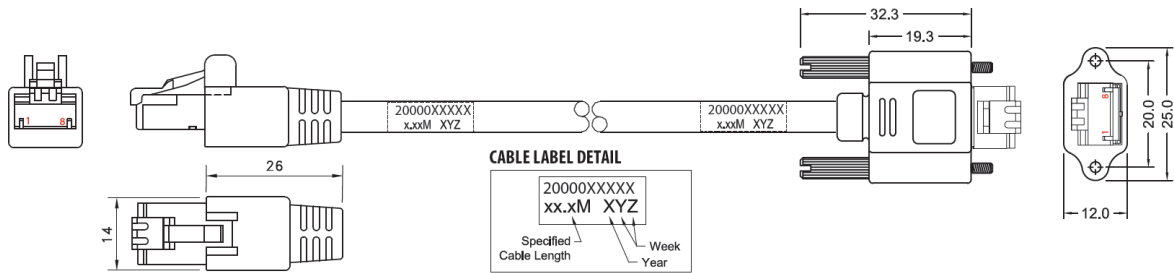 32.3
19.3
1 8
20000XXXXX
x.xxM XYZ
20000XXXXX
x.xxM XYZ
8
1
20.0
25.0
12.0
26
14
CABLE LABEL DETAIL
20000XXXXX
xx.xM XYZ
Specified
Cable Length
Week
Year